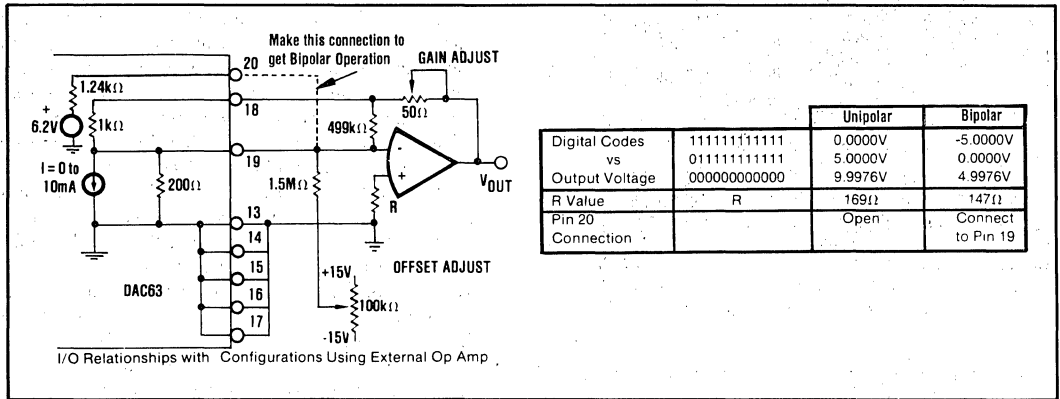 Make this connection to
get Bipolar Operation
GAIN ADJUST
20
1.24kΩ
18
50Ω
+
6.2V
1kΩ
499kΩ
19
-
I = 0 to
10mA
200Ω
1.5MΩ
+
VOUT
R
13
14
15
16
17
DAC63
+15V
OFFSET ADJUST
100kΩ
-15V
I/O Relationships with Configurations Using External Op Amp
Unipolar Bipolar
Digital Codes 111111111111 0.0000V -5.0000V
vs 011111111111 5.0000V 0.0000V
Output Voltage 000000000000 9.9976V 4.9976V
R Value R 169Ω 147Ω
Pin 20 Open Connect
Connection to Pin 19